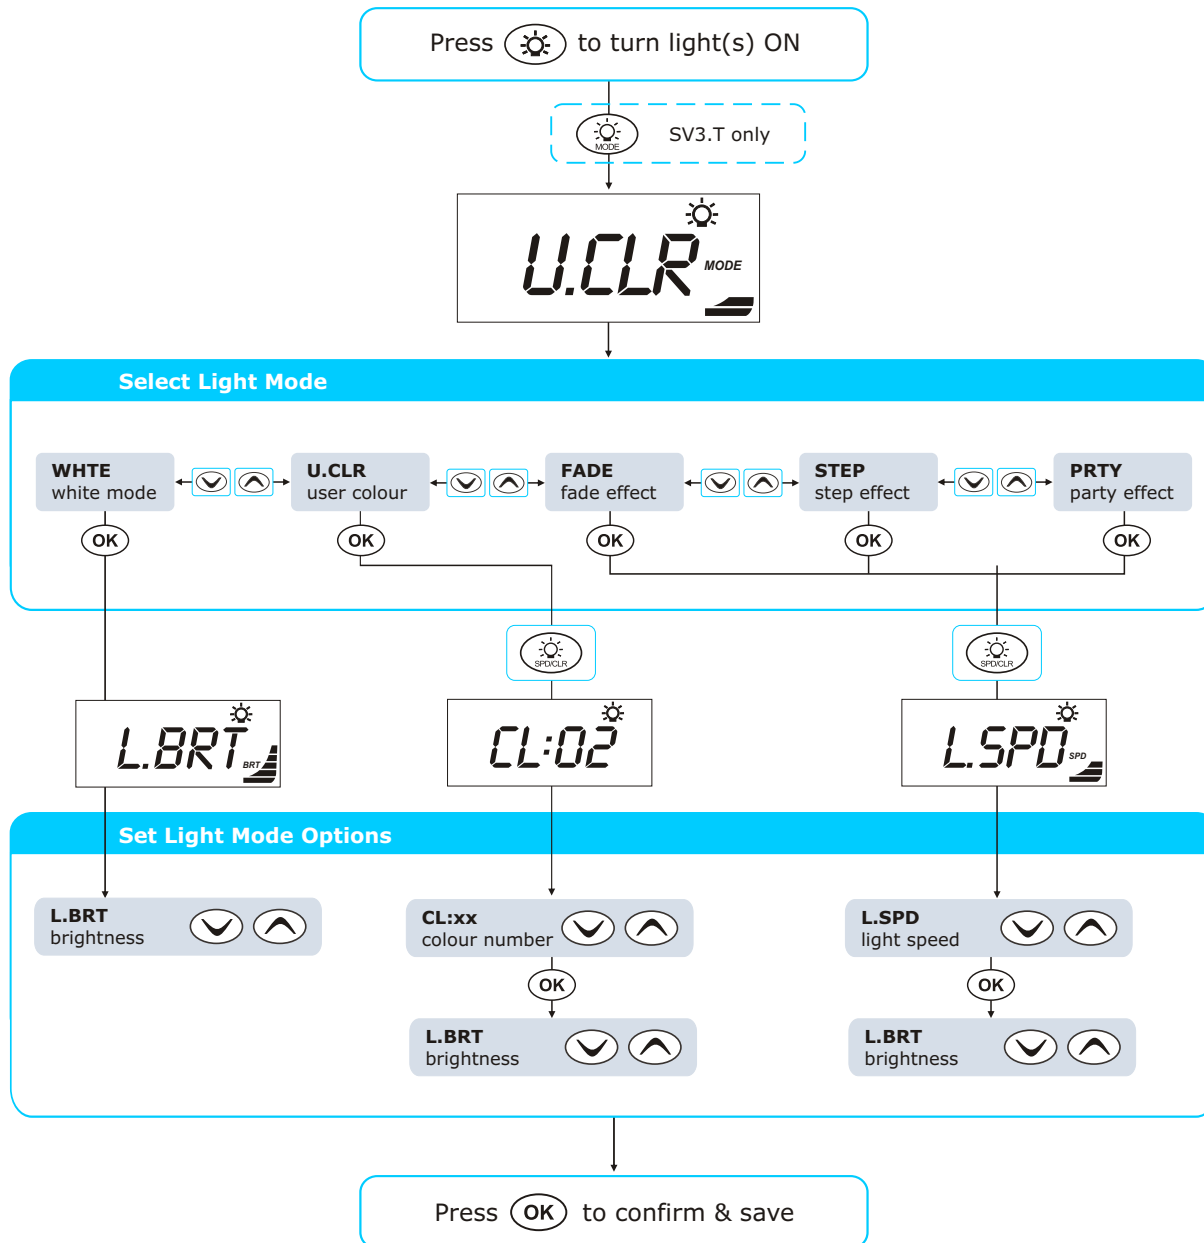 Press to turn light(s) ON
MODE
SV3.T only
U.CLR
MODE
Select Light Mode
WHTE
white mode
U.CLR
user colour
FADE
fade effect
STEP
step effect
PRTY
party effect
OK
OK
OK
OK
OK
SPD/CLR
SPD/CLR
L.BRT
BRT
CL:02
L.SPD
SPD
Set Light Mode Options
L.BRT
brightness
CL:xx
colour number
L.SPD
light speed
OK
OK
L.BRT
brightness
L.BRT
brightness
Press OK to confirm & save